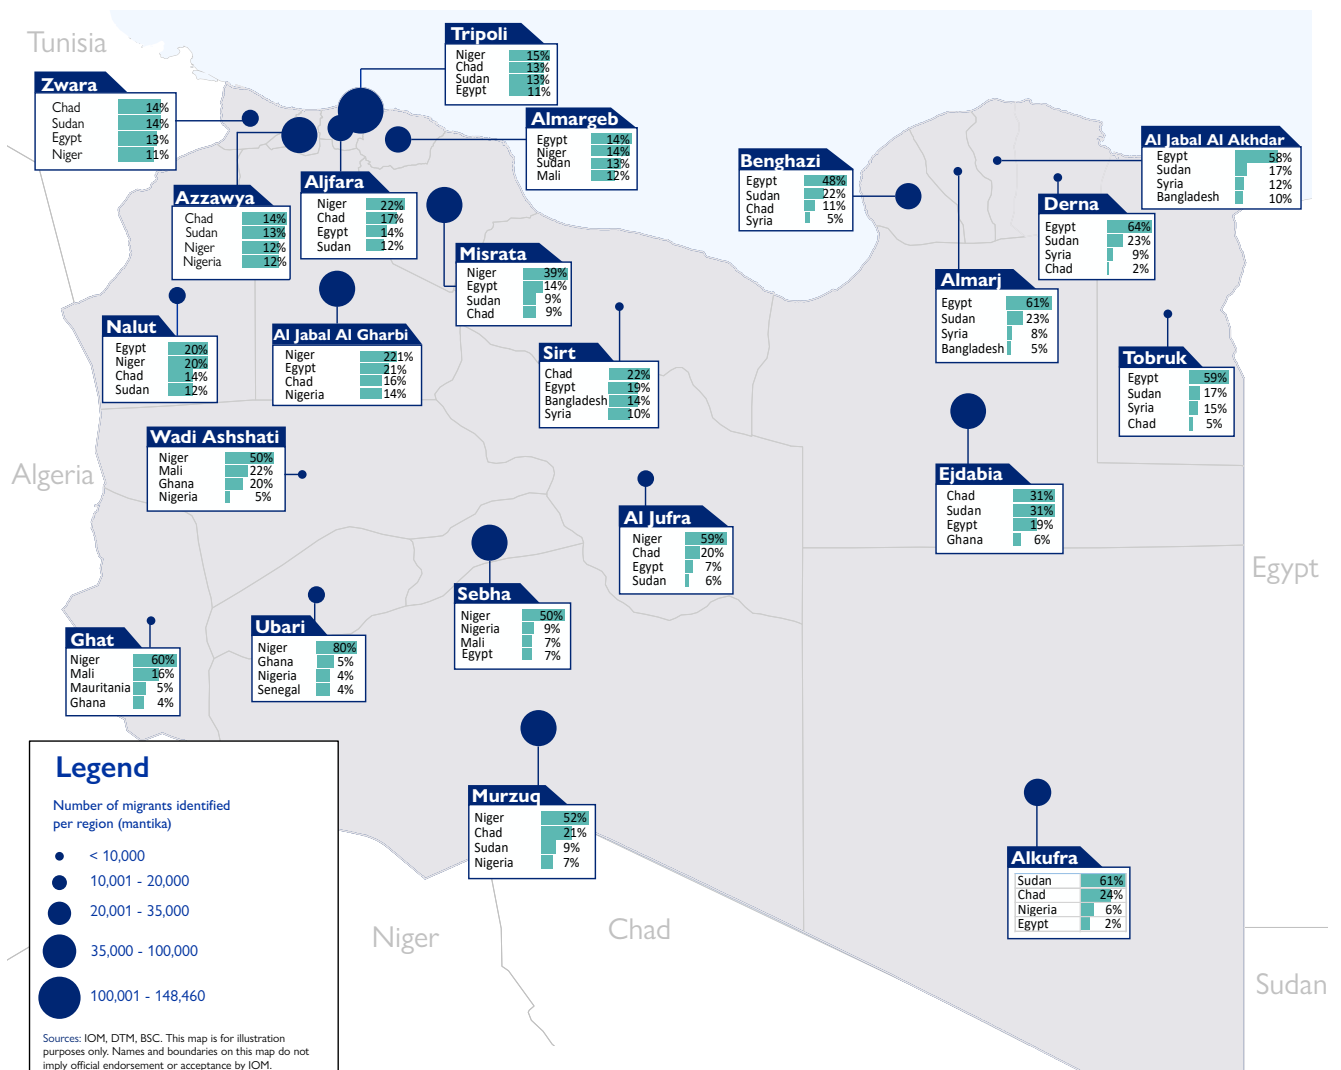 Tunisia
Tripoli
Niger 15%
Chad 13%
Sudan 13%
Egypt 11%
Zwara
Chad 14%
Sudan 14%
Egypt 13%
Niger 11%
Almargeb
Egypt 14%
Niger 14%
Sudan 13%
Mali 12%
Azzawya
Chad 14%
Sudan 13%
Niger 12%
Nigeria 12%
Aljfara
Niger 22%
Chad 17%
Egypt 14%
Sudan 12%
Benghazi
Egypt 48%
Sudan 22%
Chad 11%
Syria 5%
Al Jabal Al Akhdar
Egypt 58%
Sudan 17%
Syria 12%
Bangladesh 10%
Derna
Egypt 64%
Sudan 23%
Syria 9%
Chad 2%
Misrata
Niger 39%
Egypt 14%
Sudan 9%
Chad 9%
Almarj
Egypt 61%
Sudan 23%
Syria 8%
Bangladesh 5%
Nalut
Egypt 20%
Niger 20%
Chad 14%
Sudan 12%
Al Jabal Al Gharbi
Niger 221%
Egypt 21%
Chad 16%
Nigeria 14%
Sirt
Chad 22%
Egypt 19%
Bangladesh 14%
Syria 10%
Tobruk
Egypt 59%
Sudan 17%
Syria 15%
Chad 5%
Algeria
Wadi Ashshati
Niger 50%
Mali 22%
Ghana 20%
Nigeria 5%
Ejdabia
Chad 31%
Sudan 31%
Egypt 19%
Ghana 6%
Al Jufra
Niger 59%
Chad 20%
Egypt 7%
Sudan 6%
Egypt
Sebha
Niger 50%
Nigeria 9%
Mali 7%
Egypt 7%
Ghat
Niger 60%
Mali 16%
Mauritania 5%
Ghana 4%
Ubari
Niger 80%
Ghana 5%
Nigeria 4%
Senegal 4%
Murzuq
Niger 52%
Chad 21%
Sudan 9%
Nigeria 7%
Alkufra
Sudan 61%
Chad 24%
Nigeria 6%
Egypt 2%
Niger
Chad
Sudan
Legend
Number of migrants identified
per region (mantika)
< 10,000
10,001 - 20,000
20,001 - 35,000
35,000 - 100,000
100,001 - 148,460
Sources: IOM, DTM, BSC. This map is for illustration
purposes only. Names and boundaries on this map do not
imply official endorsement or acceptance by IOM.